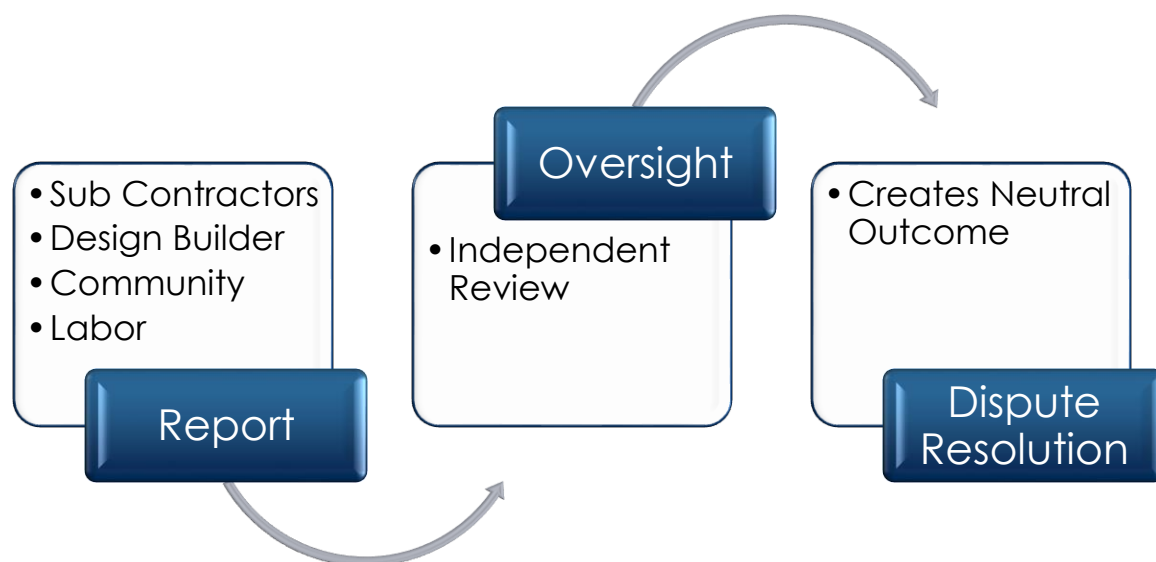 • Sub Contractors
• Design Builder
• Community
• Labor
Report
Oversight
• Independent
Review
• Creates Neutral
Outcome
Dispute
Resolution